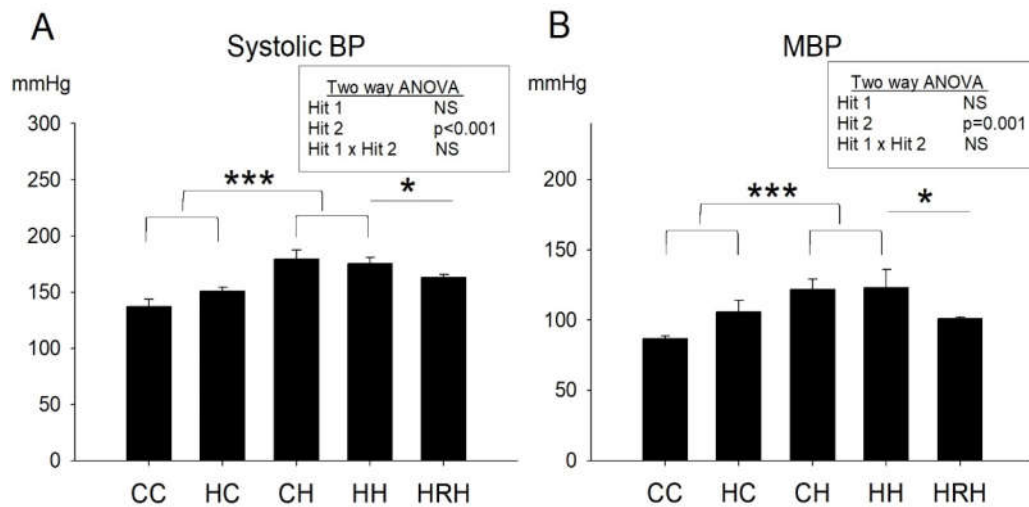 A
Systolic BP
mmHg
Two way ANOVA
Hit 1 NS
Hit 2 p<0.001
Hit 1 x Hit 2 NS
300
250
200
150
100
50
0
***
*
CC HC CH HH HRH
B
MBP
mmHg
Two way ANOVA
Hit 1 NS
Hit 2 p=0.001
Hit 1 x Hit 2 NS
200
150
100
50
0
***
*
CC HC CH HH HRH